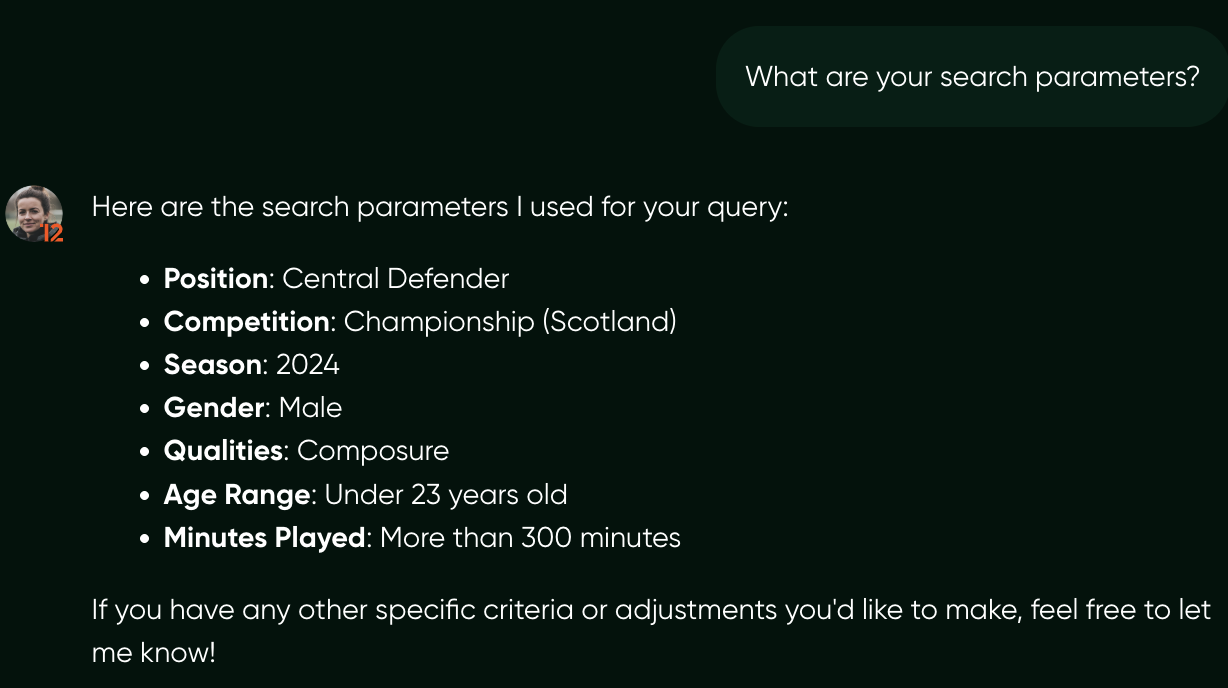 What are your search parameters?
'12
Here are the search parameters I used for your query:
• Position: Central Defender
• Competition: Championship (Scotland)
• Season: 2024
• Gender: Male
• Qualities: Composure
• Age Range: Under 23 years old
• Minutes Played: More than 300 minutes
If you have any other specific criteria or adjustments you'd like to make, feel free to let
me know!